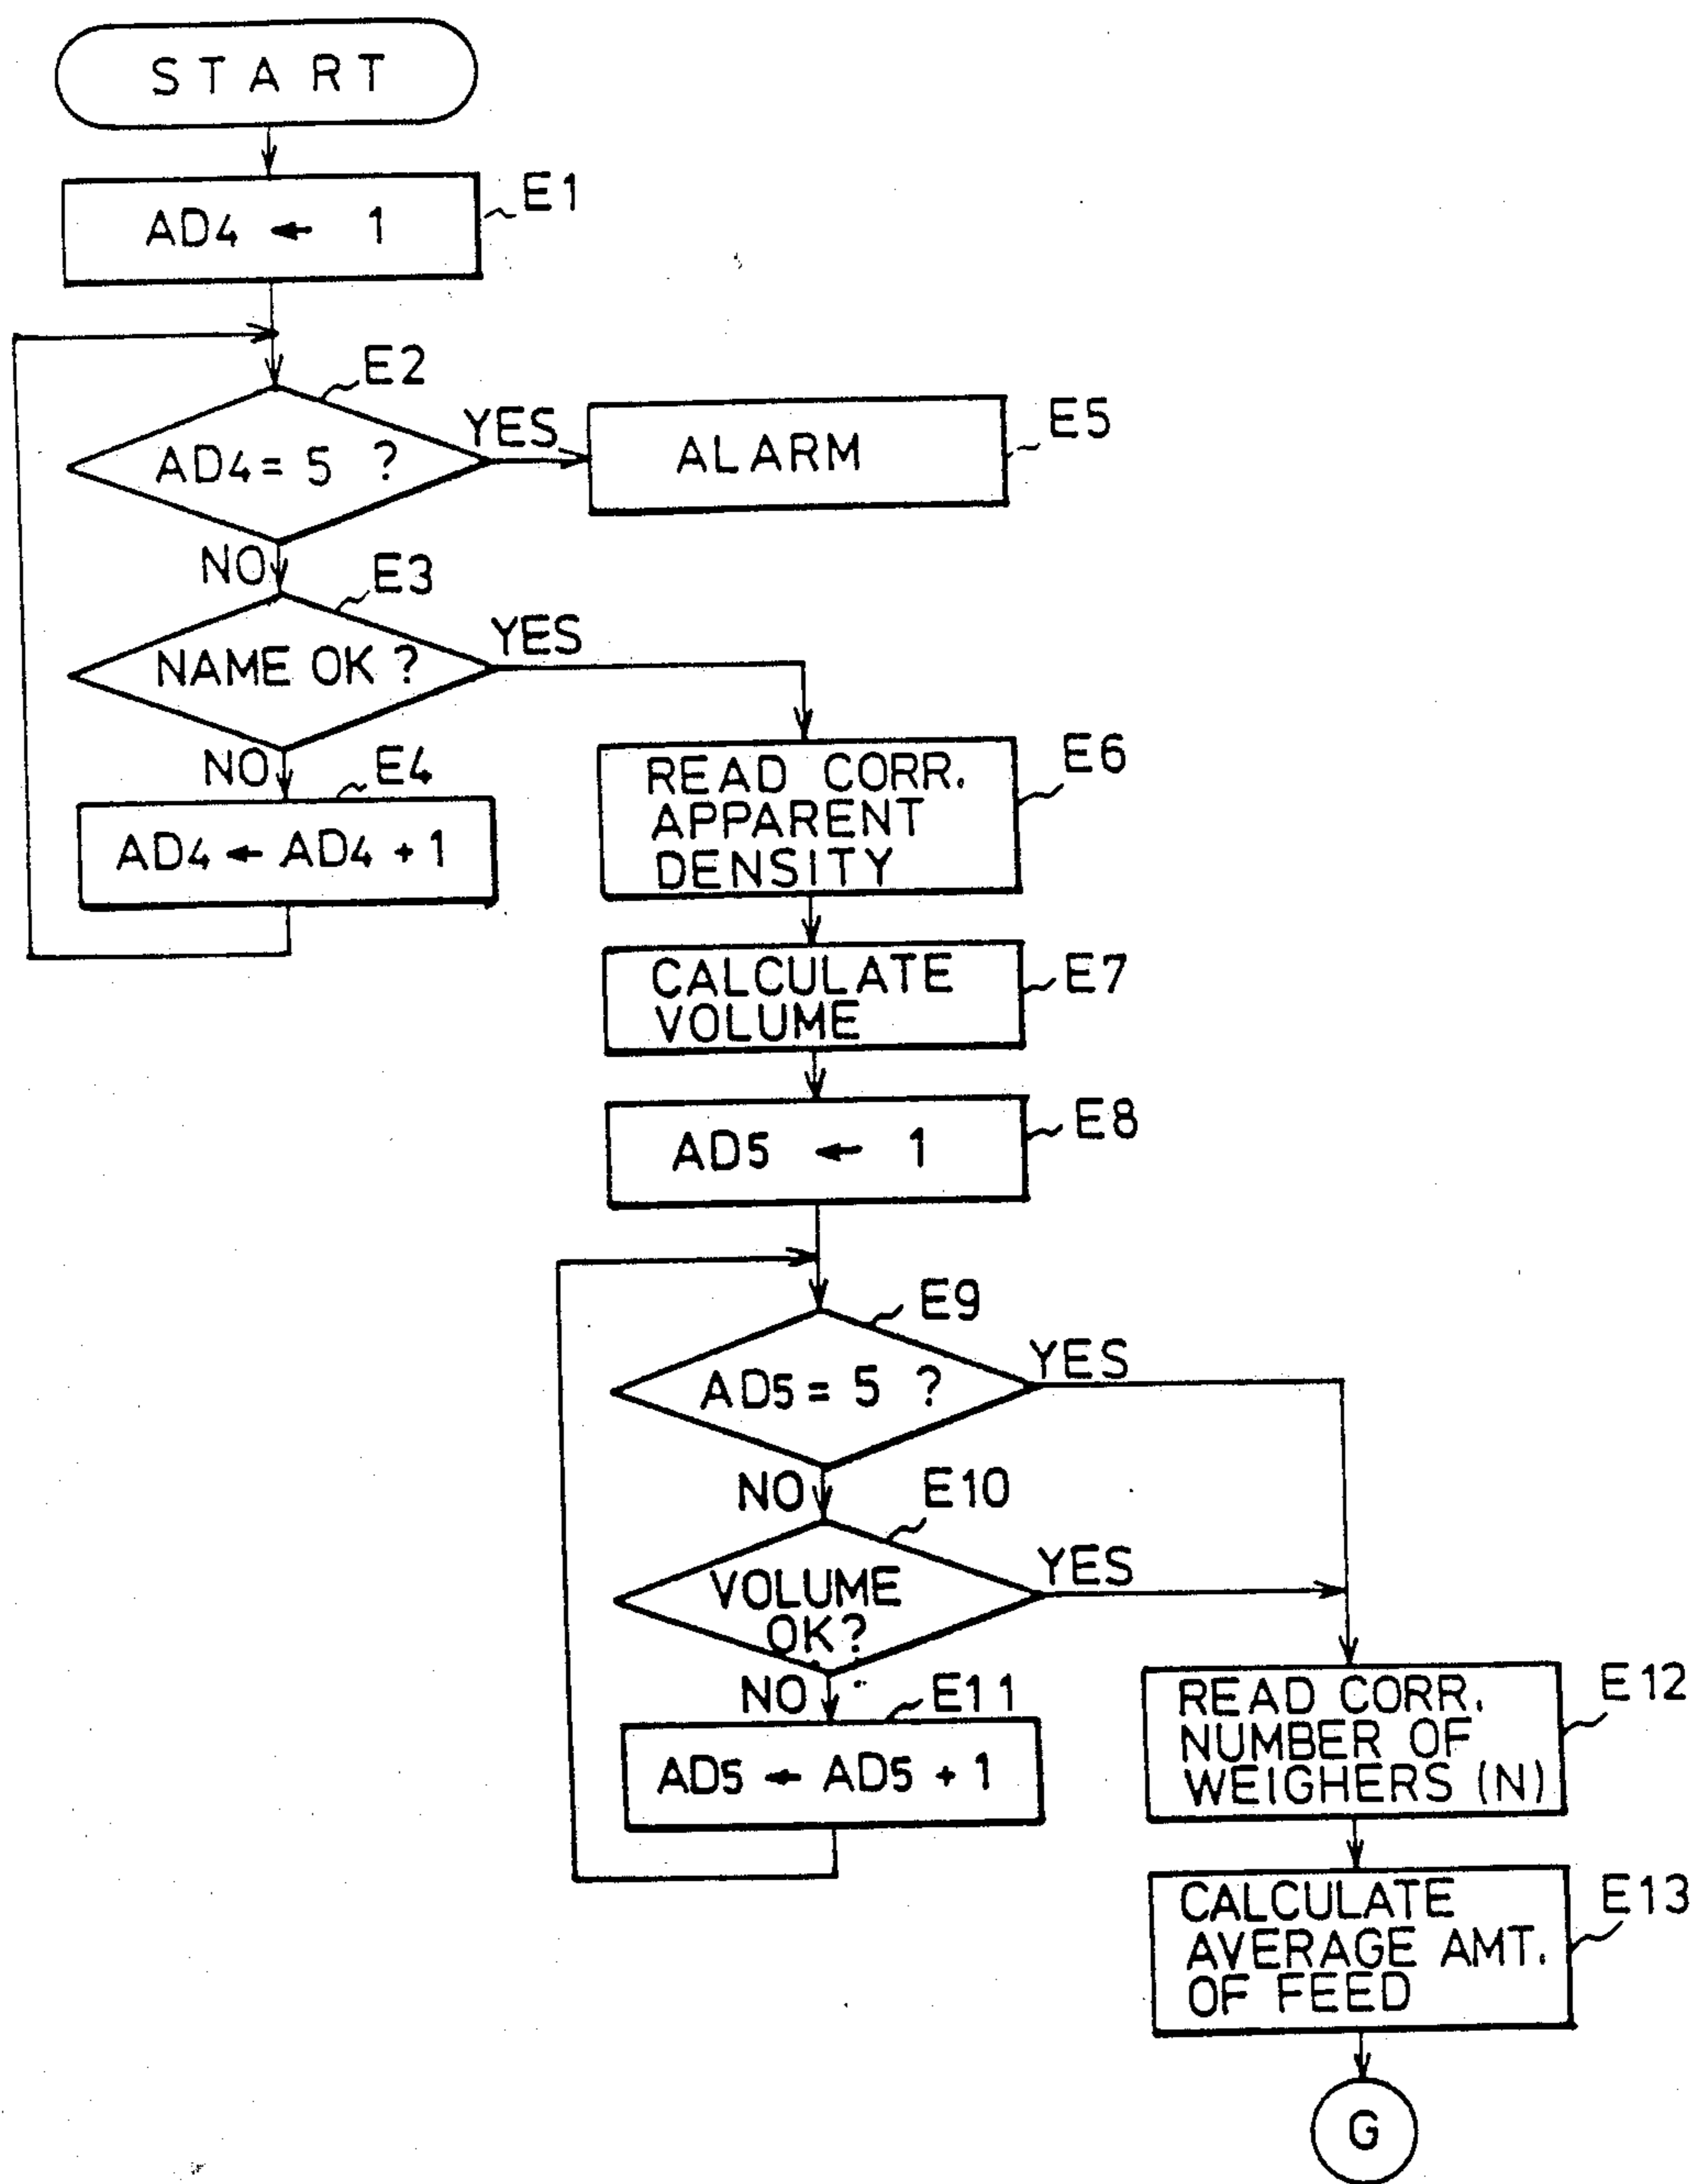 START
E1
AD4 ← 1
E2
AD4 = 5 ?
YES
ALARM
E5
NO
E3
NAME OK ?
YES
NO
E4
AD4 ← AD4 + 1
READ CORR.
APPARENT
DENSITY
E6
CALCULATE
VOLUME
E7
AD5 ← 1
E8
E9
AD5 = 5 ?
YES
NO
E10
VOLUME
OK?
YES
NO
E11
AD5 ← AD5 + 1
READ CORR.
NUMBER OF
WEIGHERS (N)
E12
CALCULATE
AVERAGE AMT.
OF FEED
E13
G